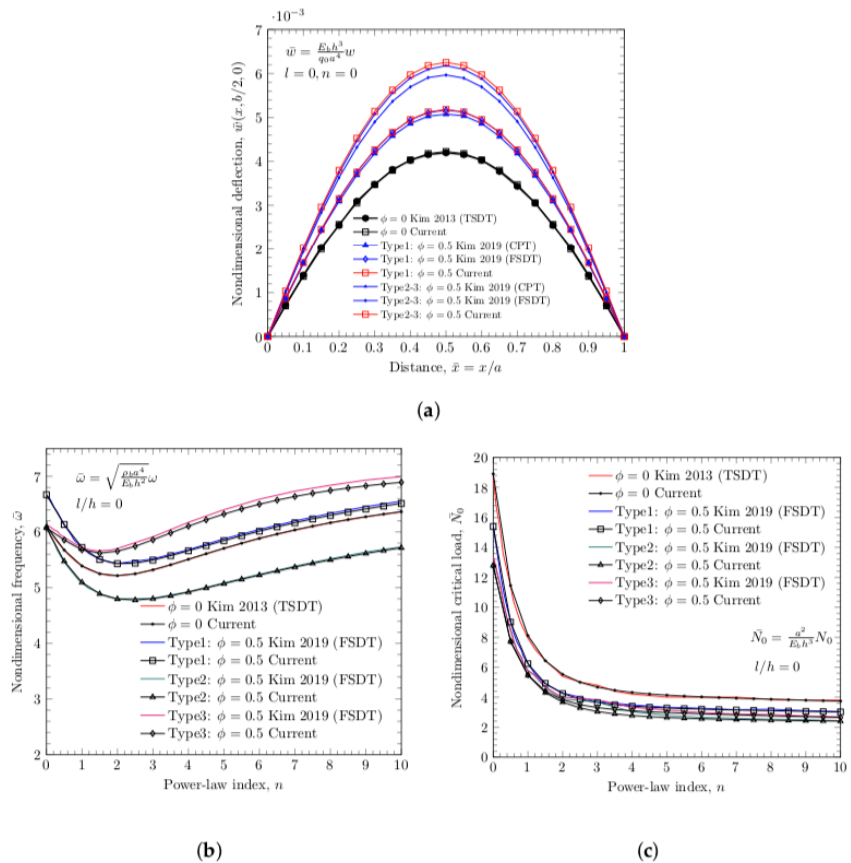 ·10⁻³
7
6
5
4
3
2
1
0
Nondimensional deflection, w̄(x, b/2, 0)
w̄ = E_b h³/q₀a⁴ w
l = 0, n = 0
ϕ = 0 Kim 2013 (TSDT)
ϕ = 0 Current
Type1: ϕ = 0.5 Kim 2019 (CPT)
Type1: ϕ = 0.5 Kim 2019 (FSDT)
Type1: ϕ = 0.5 Current
Type2-3: ϕ = 0.5 Kim 2019 (CPT)
Type2-3: ϕ = 0.5 Kim 2019 (FSDT)
Type2-3: ϕ = 0.5 Current
0 0.1 0.2 0.3 0.4 0.5 0.6 0.7 0.8 0.9 1
Distance, x̄ = x/a
(a)
7
6
5
4
3
2
Nondimensional frequency, ω̄
ω̄ = √(ρ_b a⁴/E_b h²) ω
l/h = 0
ϕ = 0 Kim 2013 (TSDT)
ϕ = 0 Current
Type1: ϕ = 0.5 Kim 2019 (FSDT)
Type1: ϕ = 0.5 Current
Type2: ϕ = 0.5 Kim 2019 (FSDT)
Type2: ϕ = 0.5 Current
Type3: ϕ = 0.5 Kim 2019 (FSDT)
Type3: ϕ = 0.5 Current
0 1 2 3 4 5 6 7 8 9 10
Power-law index, n
(b)
20
18
16
14
12
10
8
6
4
2
0
Nondimensional critical load, N̄₀
ϕ = 0 Kim 2013 (TSDT)
ϕ = 0 Current
Type1: ϕ = 0.5 Kim 2019 (FSDT)
Type1: ϕ = 0.5 Current
Type2: ϕ = 0.5 Kim 2019 (FSDT)
Type2: ϕ = 0.5 Current
Type3: ϕ = 0.5 Kim 2019 (FSDT)
Type3: ϕ = 0.5 Current
N̄₀ = a²/E_b h³ N₀
l/h = 0
0 1 2 3 4 5 6 7 8 9 10
Power-law index, n
(c)